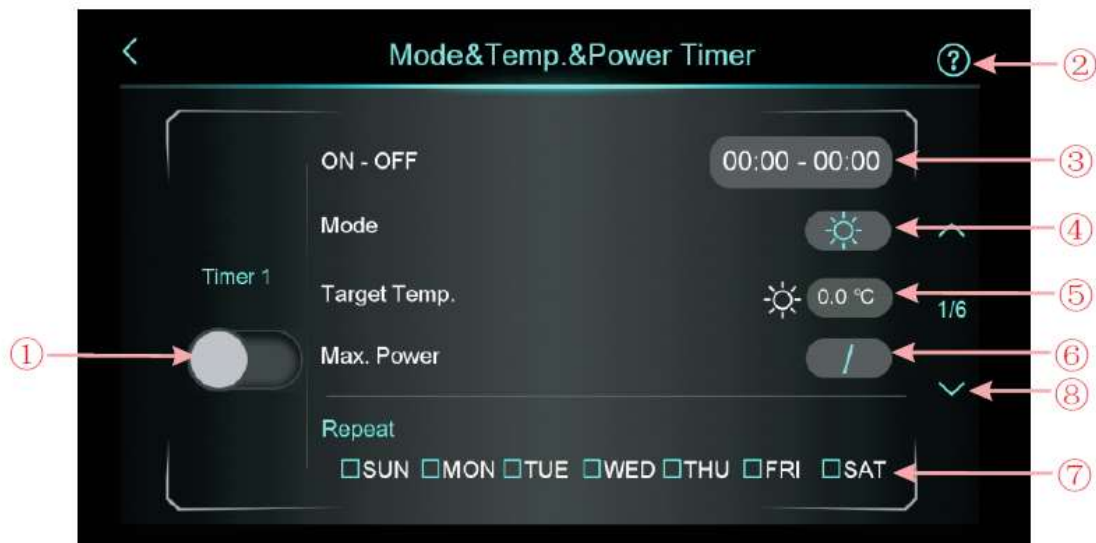 Mode&Temp.&Power Timer
? ②
ON - OFF 00:00 - 00:00 ③
Mode ④
Timer 1
Target Temp. 0.0 ℃ ⑤
1/6
① Max. Power / ⑥
⑧
Repeat
SUN MON TUE WED THU FRI SAT ⑦